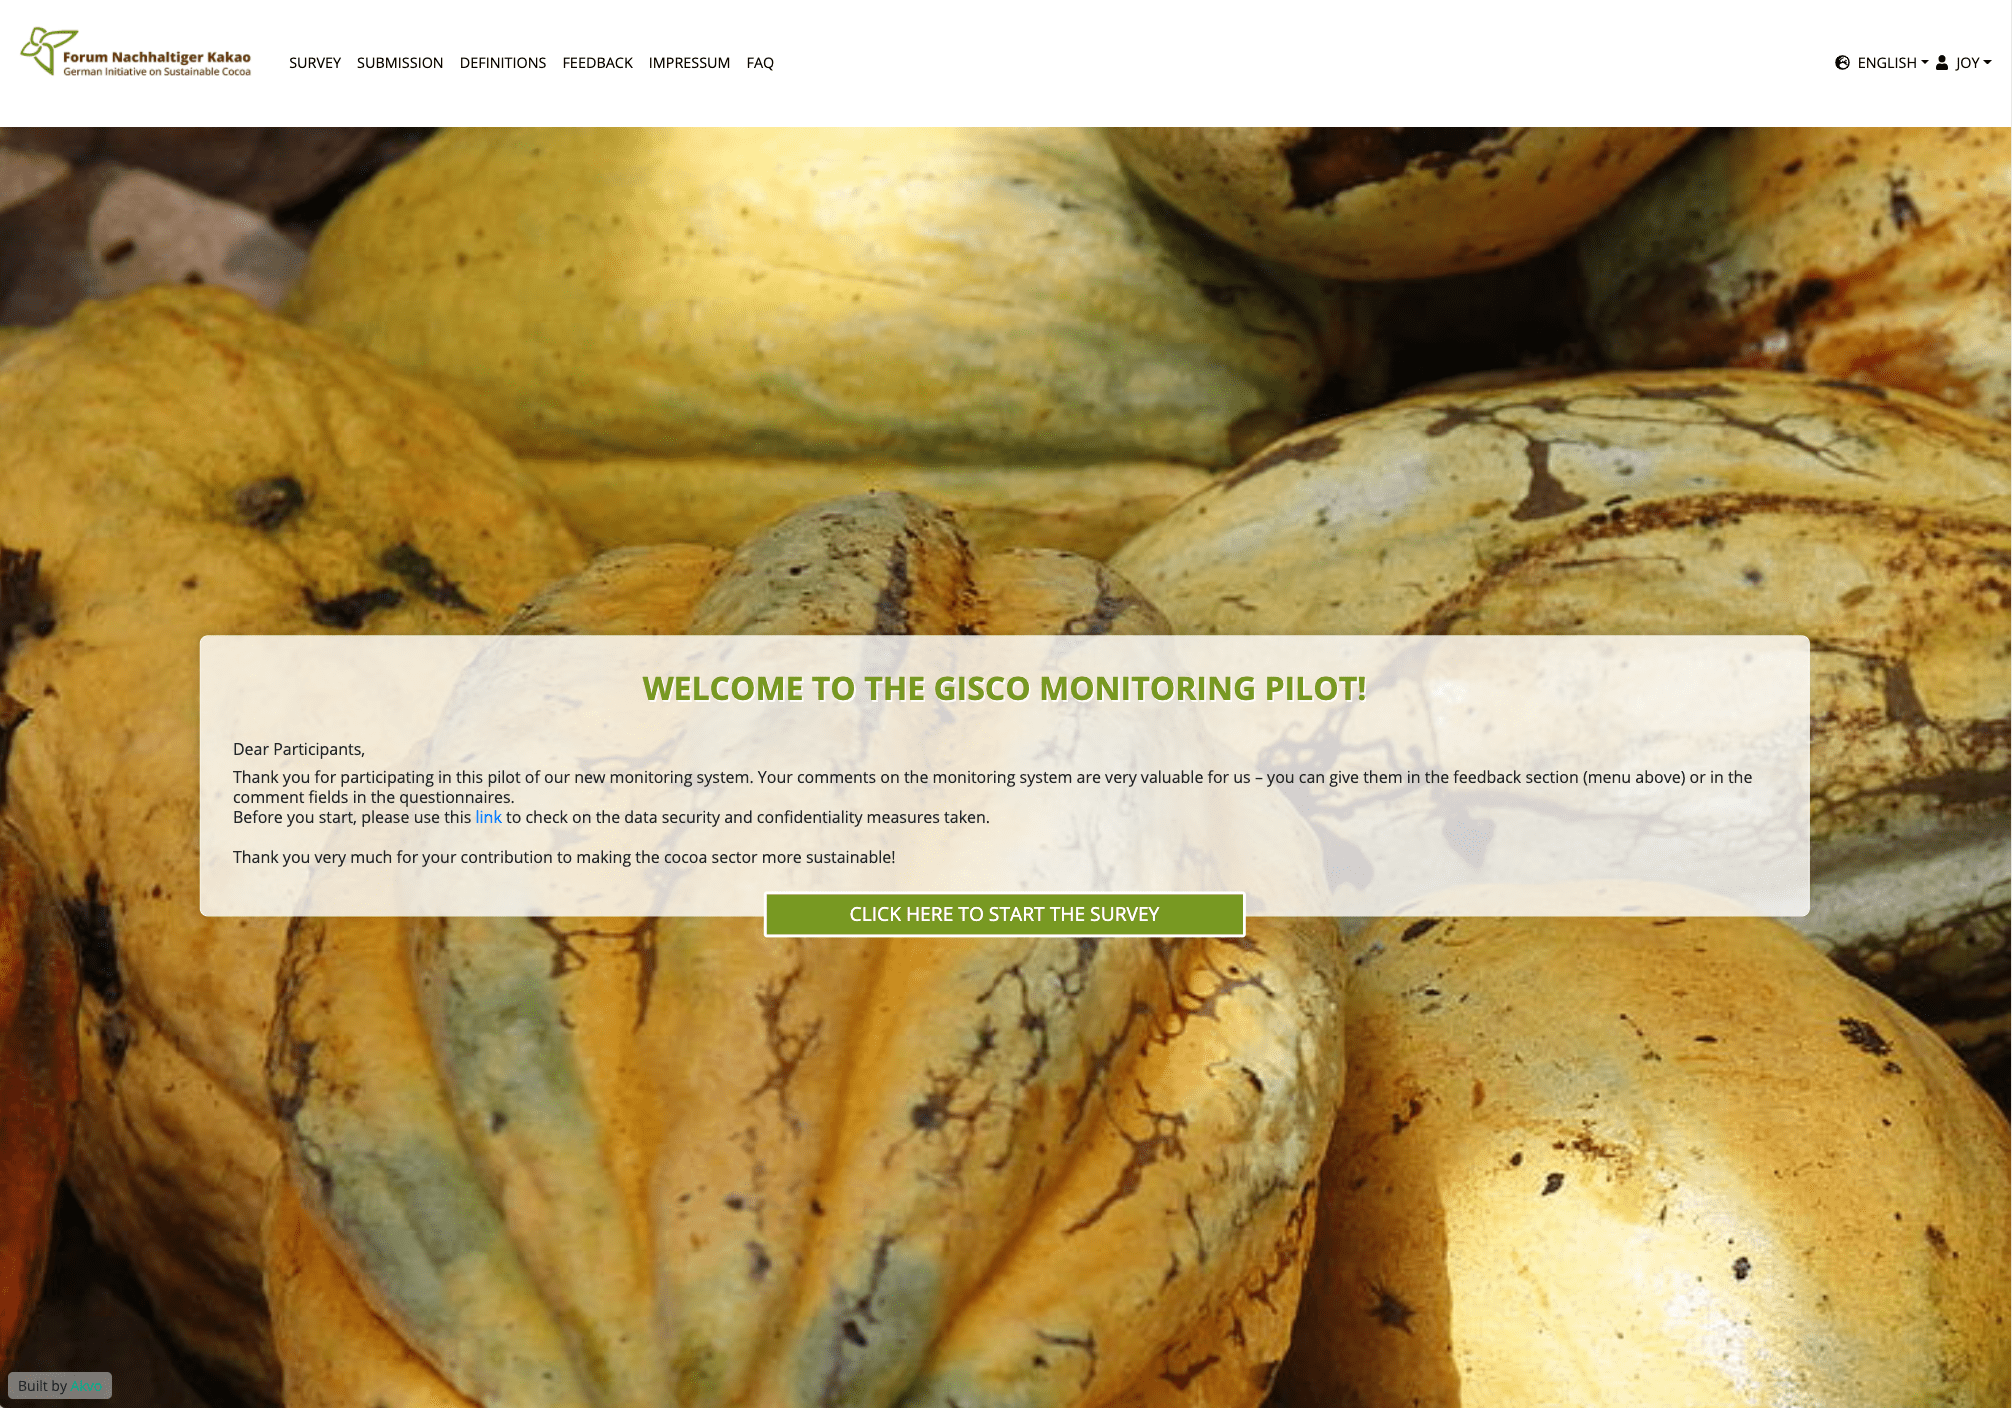 Forum Nachhaltiger Kakao
German Initiative on Sustainable Cocoa
SURVEY SUBMISSION DEFINITIONS FEEDBACK IMPRESSUM FAQ
ENGLISH JOY
WELCOME TO THE GISCO MONITORING PILOT!
Dear Participants,
Thank you for participating in this pilot of our new monitoring system. Your comments on the monitoring system are very valuable for us – you can give them in the feedback section (menu above) or in the
comment fields in the questionnaires.
Before you start, please use this link to check on the data security and confidentiality measures taken.
Thank you very much for your contribution to making the cocoa sector more sustainable!
CLICK HERE TO START THE SURVEY
Built by